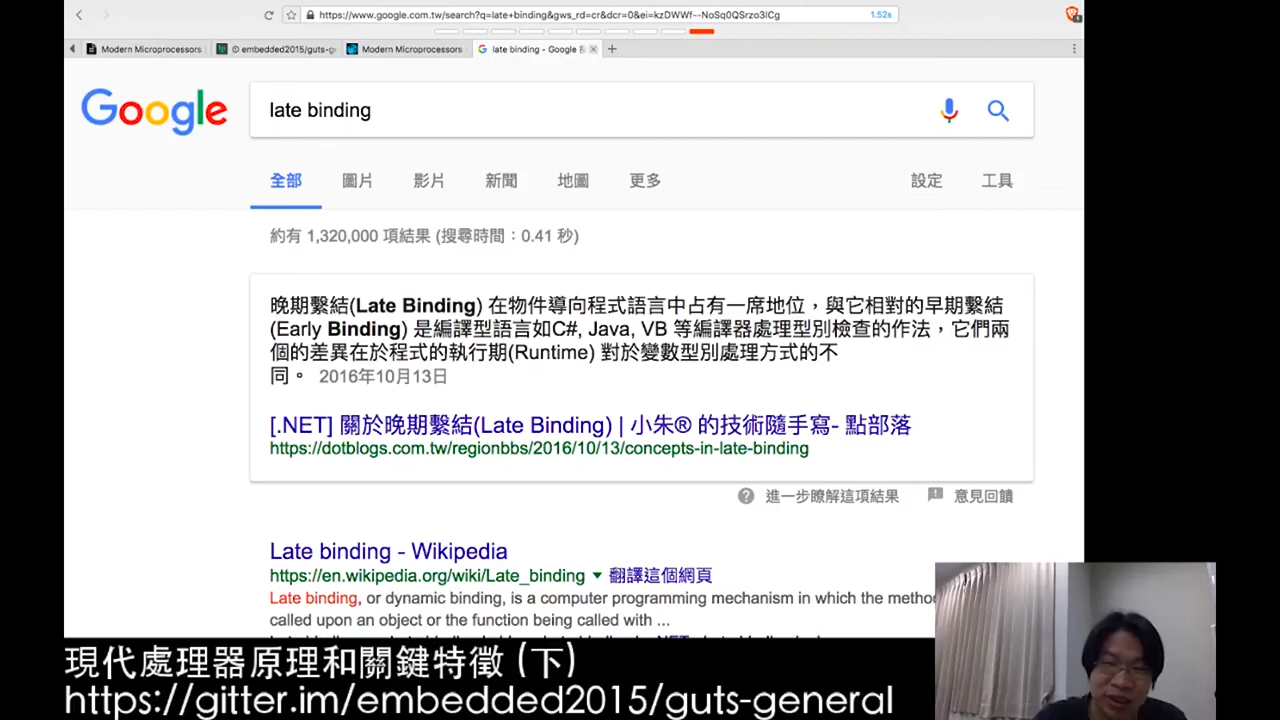 https://www.google.com.tw/search?q=late+binding&gws_rd=cr&dcr=0&ei=kzDWWf--NoSq0QSrzo3ICg
1.52s
Modern Microprocessors
embedded2015/guts-g
Modern Microprocessors
late binding - Google
Google
late binding
全部 圖片 影片 新聞 地圖 更多 設定 工具
約有 1,320,000 項結果 (搜尋時間：0.41 秒)
晚期繫結(Late Binding) 在物件導向程式語言中占有一席地位，與它相對的早期繫結
(Early Binding) 是編譯型語言如C#, Java, VB 等編譯器處理型別檢查的作法，它們兩
個的差異在於程式的執行期(Runtime) 對於變數型別處理方式的不
同。 2016年10月13日
[.NET] 關於晚期繫結(Late Binding) | 小朱® 的技術隨手寫- 點部落
https://dotblogs.com.tw/regionbbs/2016/10/13/concepts-in-late-binding
進一步瞭解這項結果 意見回饋
Late binding - Wikipedia
https://en.wikipedia.org/wiki/Late_binding 翻譯這個網頁
Late binding, or dynamic binding, is a computer programming mechanism in which the metho
called upon an object or the function being called with ...
現代處理器原理和關鍵特徵 (下)
https://gitter.im/embedded2015/guts-general